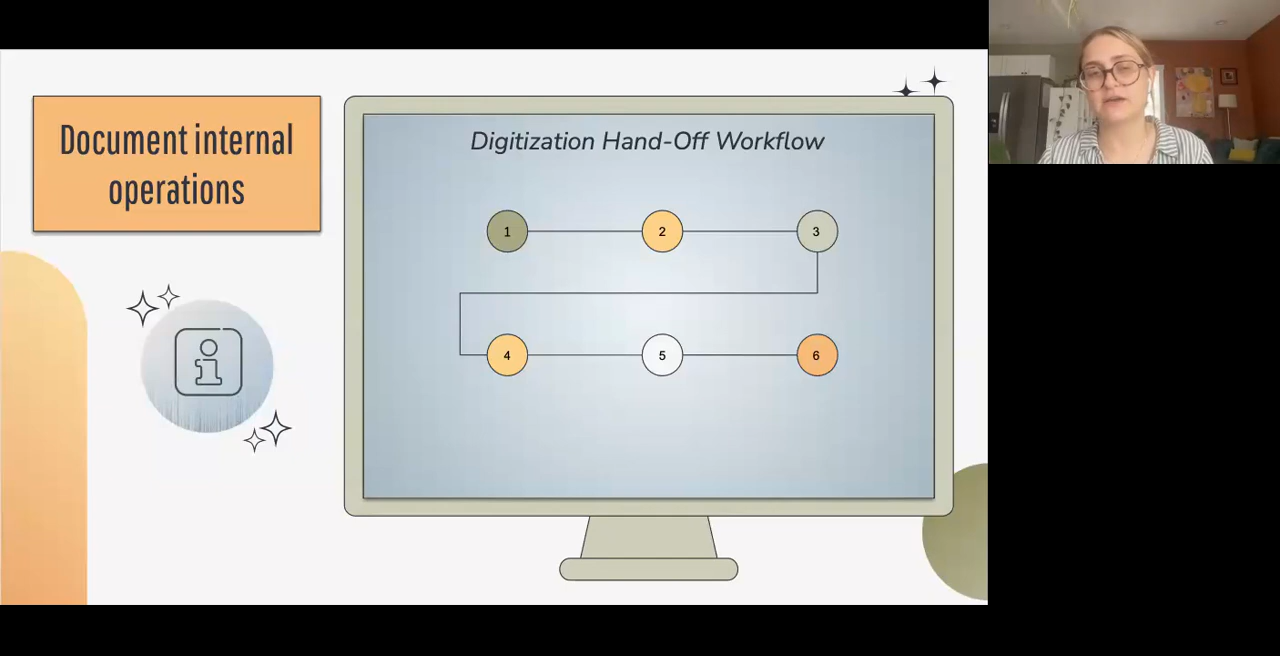 Document internal
operations
Digitization Hand-Off Workflow
1 2 3
4 5 6